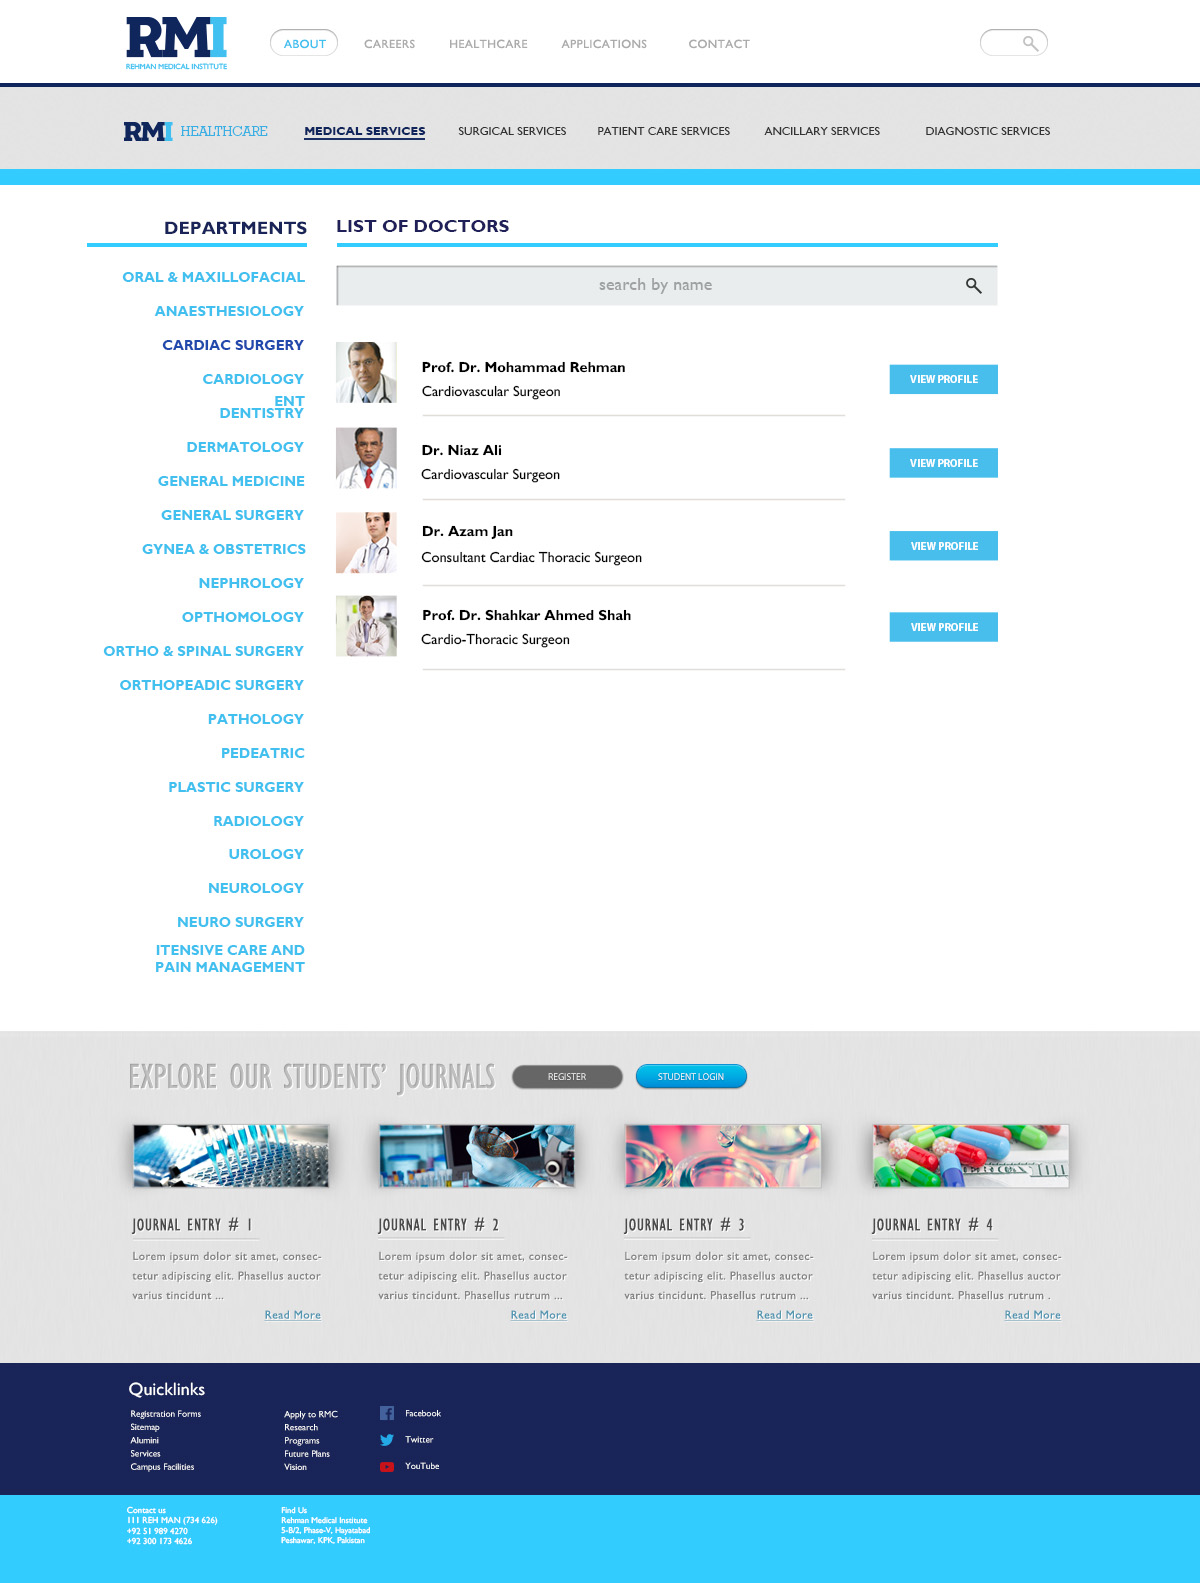 RMI
REHMAN MEDICAL INSTITUTE
ABOUT
CAREERS
HEALTHCARE
APPLICATIONS
CONTACT
RMI HEALTHCARE
MEDICAL SERVICES
SURGICAL SERVICES
PATIENT CARE SERVICES
ANCILLARY SERVICES
DIAGNOSTIC SERVICES
DEPARTMENTS
ORAL & MAXILLOFACIAL
ANAESTHESIOLOGY
CARDIAC SURGERY
CARDIOLOGY
ENT
DENTISTRY
DERMATOLOGY
GENERAL MEDICINE
GENERAL SURGERY
GYNEA & OBSTETRICS
NEPHROLOGY
OPTHOMOLOGY
ORTHO & SPINAL SURGERY
ORTHOPEADIC SURGERY
PATHOLOGY
PEDEATRIC
PLASTIC SURGERY
RADIOLOGY
UROLOGY
NEUROLOGY
NEURO SURGERY
ITENSIVE CARE AND
PAIN MANAGEMENT
LIST OF DOCTORS
search by name
Prof. Dr. Mohammad Rehman
Cardiovascular Surgeon
VIEW PROFILE
Dr. Niaz Ali
Cardiovascular Surgeon
VIEW PROFILE
Dr. Azam Jan
Consultant Cardiac Thoracic Surgeon
VIEW PROFILE
Prof. Dr. Shahkar Ahmed Shah
Cardio-Thoracic Surgeon
VIEW PROFILE
EXPLORE OUR STUDENTS' JOURNALS
REGISTER
STUDENT LOGIN
JOURNAL ENTRY # 1
Lorem ipsum dolor sit amet, consec-
tetur adipiscing elit. Phasellus auctor
varius tincidunt ...
Read More
JOURNAL ENTRY # 2
Lorem ipsum dolor sit amet, consec-
tetur adipiscing elit. Phasellus auctor
varius tincidunt. Phasellus rutrum ...
Read More
JOURNAL ENTRY # 3
Lorem ipsum dolor sit amet, consec-
tetur adipiscing elit. Phasellus auctor
varius tincidunt. Phasellus rutrum ...
Read More
JOURNAL ENTRY # 4
Lorem ipsum dolor sit amet, consec-
tetur adipiscing elit. Phasellus auctor
varius tincidunt. Phasellus rutrum .
Read More
Quicklinks
Registration Forms
Sitemap
Alumini
Services
Campus Facilities
Apply to RMC
Research
Programs
Future Plans
Vision
Facebook
Twitter
YouTube
Contact us
111 REH MAN (734 626)
+92 51 989 4270
+92 300 173 4626
Find Us
Rehman Medical Institute
5-B/2, Phase-V, Hayatabad
Peshawar, KPK, Pakistan